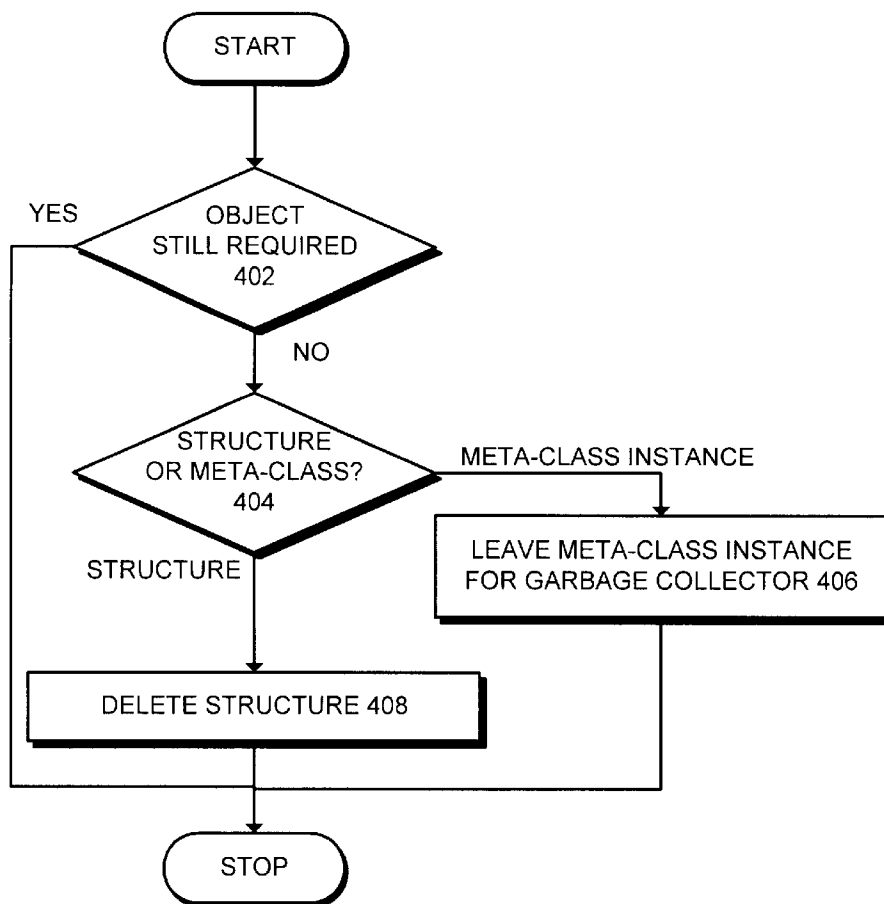 START
YES
OBJECT
STILL REQUIRED
402
NO
STRUCTURE
OR META-CLASS?
404
META-CLASS INSTANCE
STRUCTURE
LEAVE META-CLASS INSTANCE
FOR GARBAGE COLLECTOR 406
DELETE STRUCTURE 408
STOP